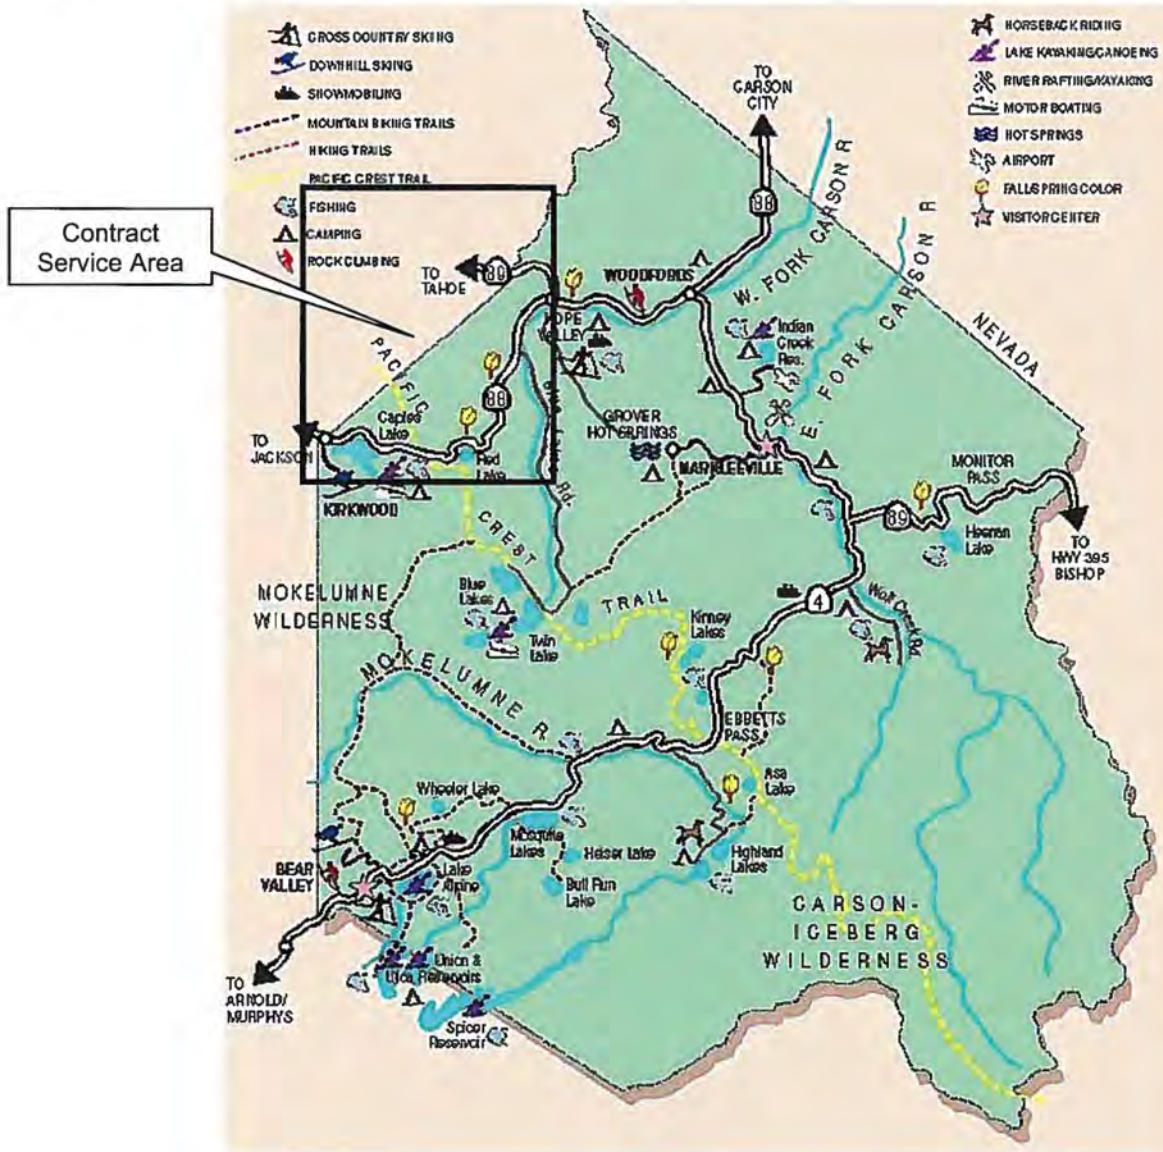 CROSS COUNTRY SKIING
DOWNHILL SKIING
SNOWMOBILING
MOUNTAIN BIKING TRAILS
HIKING TRAILS
PACIFIC CREST TRAIL
FISHING
CAMPING
ROCK CLIMBING
HORSEBACK RIDING
LAKE KAYAKING/CANOEING
RIVER RAFTING/KAYAKING
MOTOR BOATING
HOT SPRINGS
AIRPORT
FALL/SPRING COLOR
VISITOR CENTER
Contract
Service Area
TO
CARSON
CITY
88
TO
TAHOE
89
WOODFORDS
W. FORK CARSON R
E. FORK CARSON R
NEVADA
HOPE
VALLEY
Indian
Creek
Res.
PACIFIC
88
Caples
Lake
Red
Lake
TO
JACKSON
KIRKWOOD
GROVER
HOT SPRINGS
MARKLEEVILLE
Blue Lakes
Rd.
MONITOR
PASS
89
Heenan
Lake
TO
HWY 395
BISHOP
CREST
TRAIL
MOKELUMNE
WILDERNESS
Blue
Lakes
Twin
Lake
Kinney
Lakes
4
Wolf Creek Rd.
MOKELUMNE R.
EBBETTS
PASS
Asa
Lake
Wheeler Lake
Mosquito
Lakes
Heiser Lake
Bull Run
Lake
Highland
Lakes
BEAR
VALLEY
Lake
Alpine
CARSON-
ICEBERG
WILDERNESS
Union &
Utica Reservoirs
TO
ARNOLD/
MURPHYS
Spicer
Reservoir